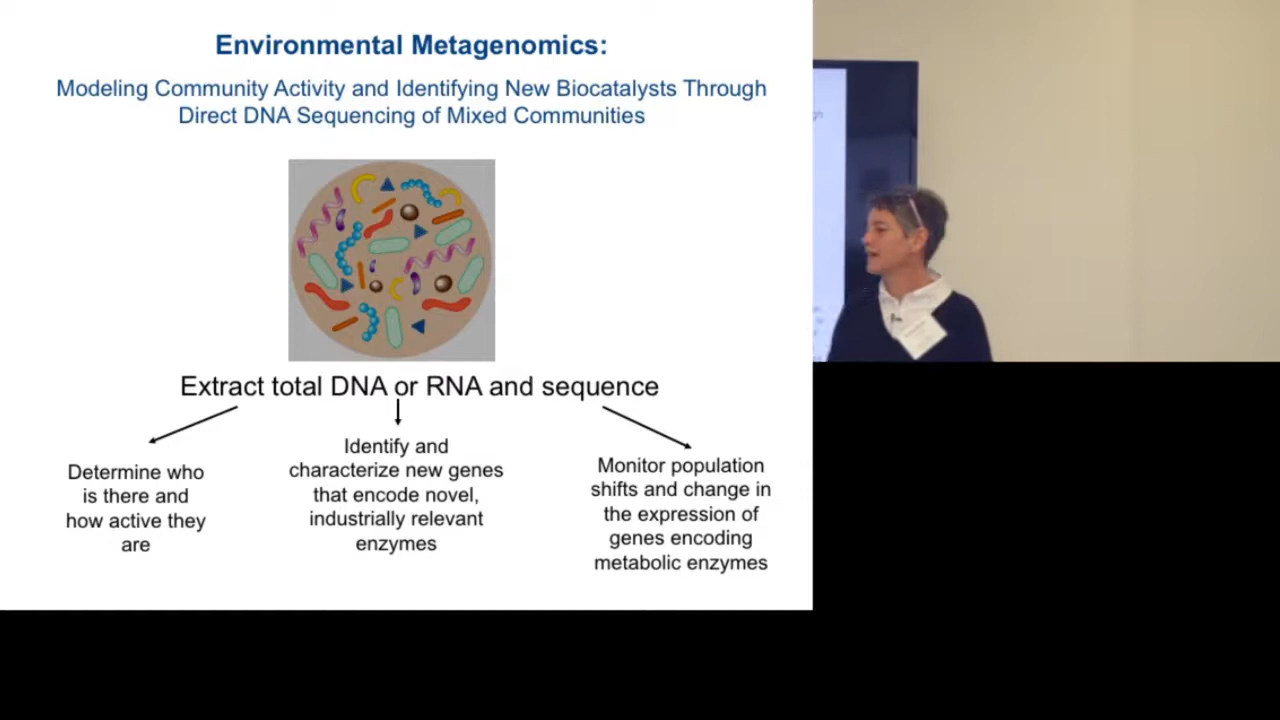 Environmental Metagenomics:
Modeling Community Activity and Identifying New Biocatalysts Through
Direct DNA Sequencing of Mixed Communities
Extract total DNA or RNA and sequence
Determine who
is there and
how active they
are
Identify and
characterize new genes
that encode novel,
industrially relevant
enzymes
Monitor population
shifts and change in
the expression of
genes encoding
metabolic enzymes